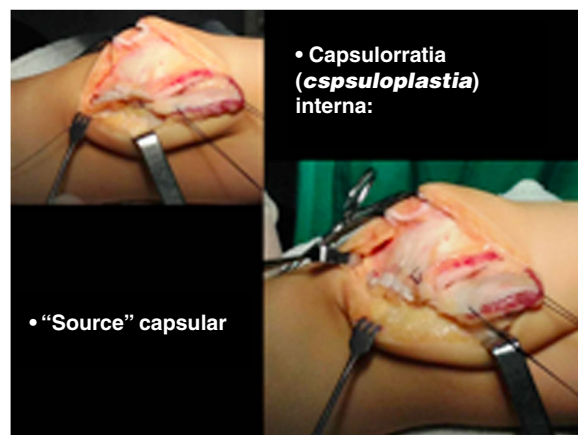 • Capsulorratia
(cspsuloplastia)
interna:
• “Source” capsular